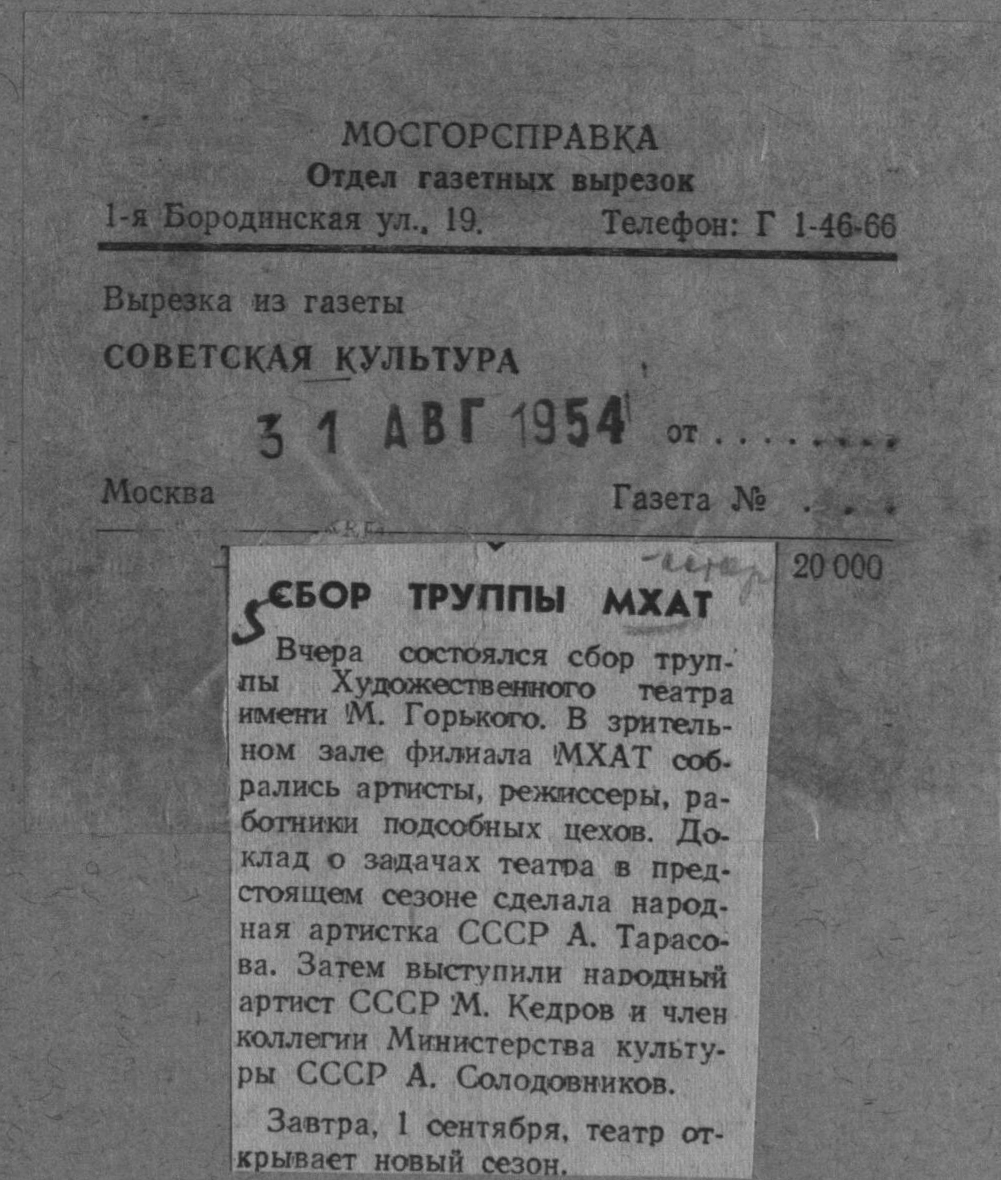 МОСГОРСПРАВКА
Отдел газетных вырезок
1-я Бородинская ул., 19. Телефон: Г 1-46-66
Вырезка из газеты
СОВЕТСКАЯ КУЛЬТУРА
31 АВГ 1954 от . . . . . . . . .
Москва Газета № . . .
20 000
СБОР ТРУППЫ МХАТ
Вчера состоялся сбор труп-
пы Художественного театра
имени М. Горького. В зритель-
ном зале филиала МХАТ соб-
рались артисты, режиссеры, ра-
ботники подсобных цехов. До-
клад о задачах театра в пред-
стоящем сезоне сделала народ-
ная артистка СССР А. Тарасо-
ва. Затем выступили народный
артист СССР М. Кедров и член
коллегии Министерства культу-
ры СССР А. Солодовников.
Завтра, 1 сентября, театр от-
крывает новый сезон.